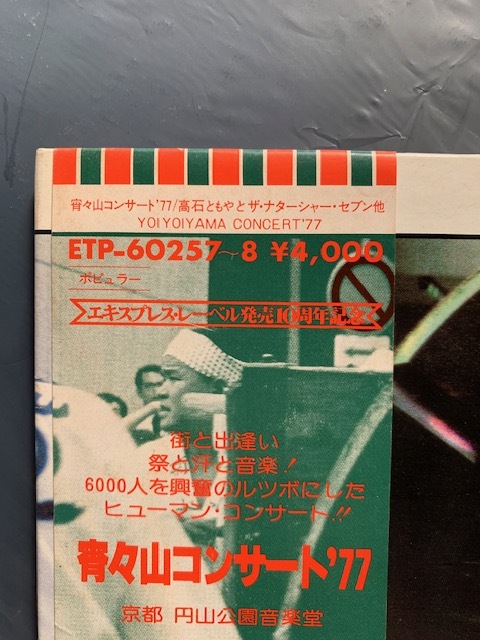 宵々山コンサート'77/高石ともやとザ・ナターシャー・セブン他
YOIYOIYAMA CONCERT'77
ETP-60257~8 ¥4,000
ポピュラー
エキスプレス・レーベル発売10周年記念
街と出逢い
祭と汗と音楽!
6000人を興奮のルツボにした
ヒューマン・コンサート!!
宵々山コンサート'77
京都 円山公園音楽堂